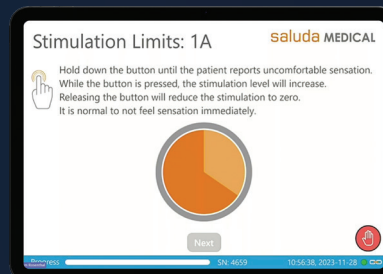 Stimulation Limits: 1A
saluda MEDICAL
Hold down the button until the patient reports uncomfortable sensation.
While the button is pressed, the stimulation level will increase.
Releasing the button will reduce the stimulation to zero.
It is normal to not feel sensation immediately.
Next
Progress
SN: 4659
10:56:38, 2023-11-28